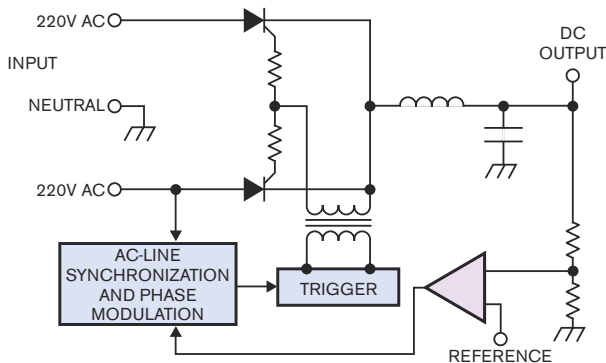 220V AC
DC
OUTPUT
INPUT
NEUTRAL
220V AC
AC-LINE
SYNCHRONIZATION
AND PHASE
MODULATION
TRIGGER
REFERENCE